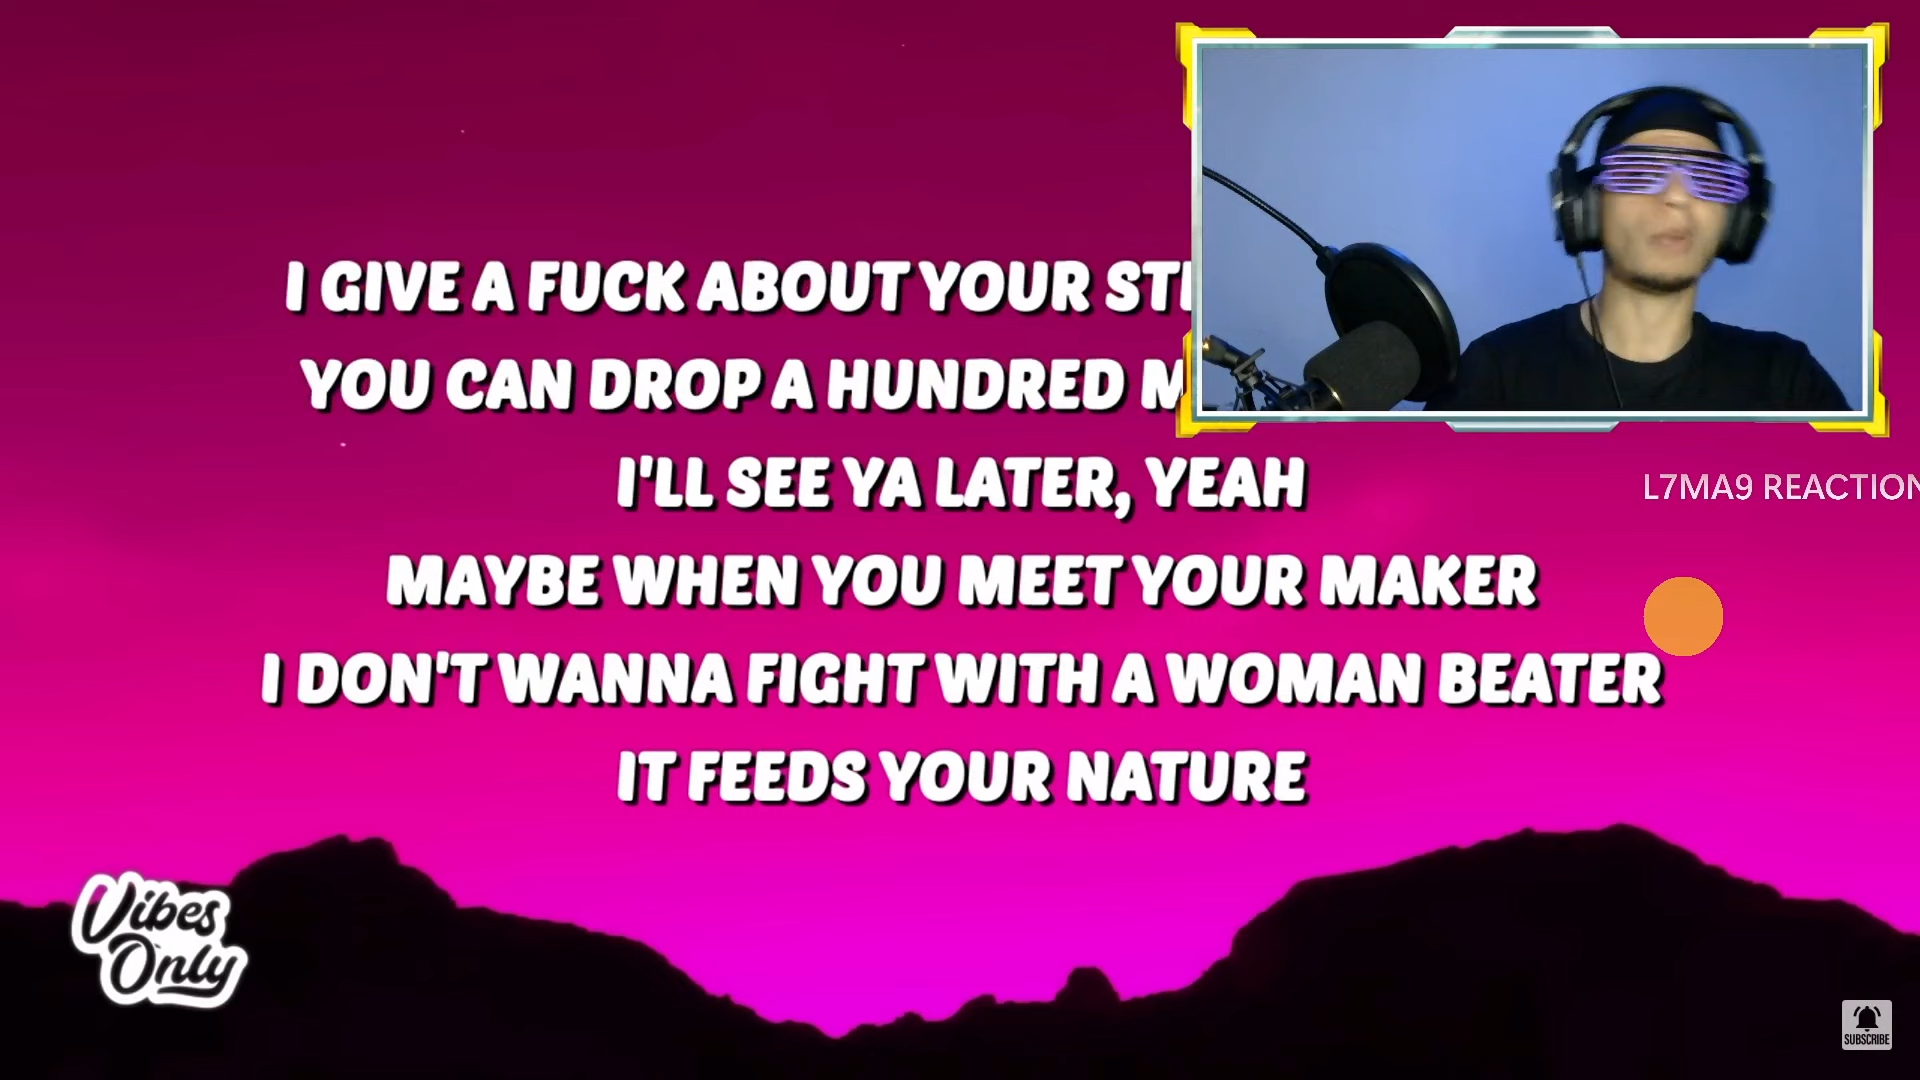 I GIVE A FUCK ABOUT YOUR
YOU CAN DROP A HUNDRED
I'LL SEE YA LATER, YEAH
MAYBE WHEN YOU MEET YOUR MAKER
I DON'T WANNA FIGHT WITH A WOMAN BEATER
IT FEEDS YOUR NATURE
L7MA9 REACTION
Vibes
Only
SUBSCRIBE